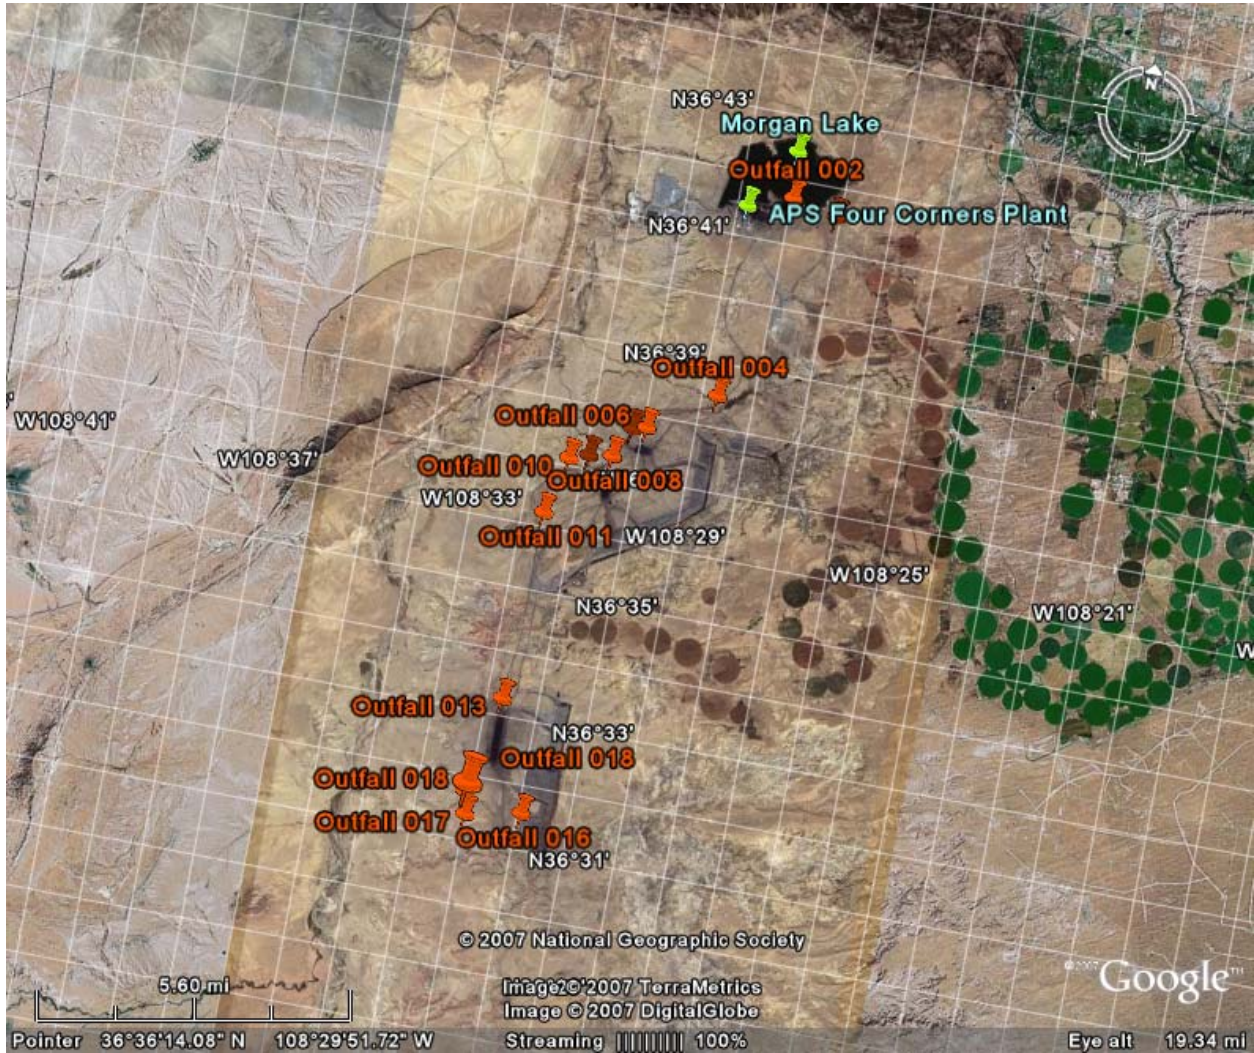 N36°43'
Morgan Lake
Outfall 002
APS Four Corners Plant
N36°41'
N36°39'
Outfall 004
Outfall 006
W108°41'
W108°37'
Outfall 010
Outfall 008
W108°33'
Outfall 011
W108°29'
W108°25'
N36°35'
W108°21'
W
Outfall 013
N36°33'
Outfall 018
Outfall 018
Outfall 017
Outfall 016
N36°31'
© 2007 National Geographic Society
5.60 mi
Image © 2007 TerraMetrics
Image © 2007 DigitalGlobe
Google™
N
Pointer 36°36'14.08" N 108°29'51.72" W Streaming ||||||||| 100% Eye alt 19.34 mi